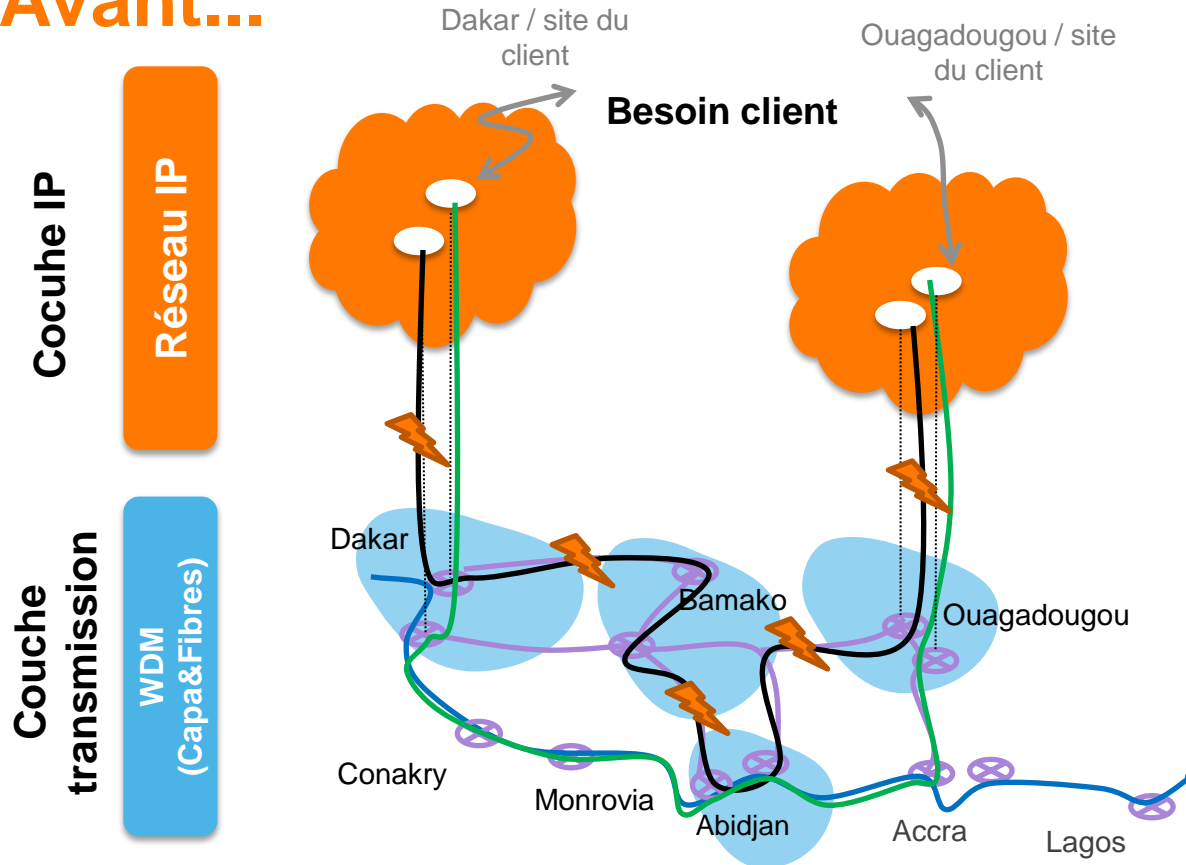 Avant...
Dakar / site du
client
Ouagadougou / site
du client
Besoin client
Cocuhe IP
Réseau IP
Couche
transmission
WDM
(Capa&Fibres)
Dakar
Bamako
Ouagadougou
Conakry
Monrovia
Abidjan
Accra
Lagos